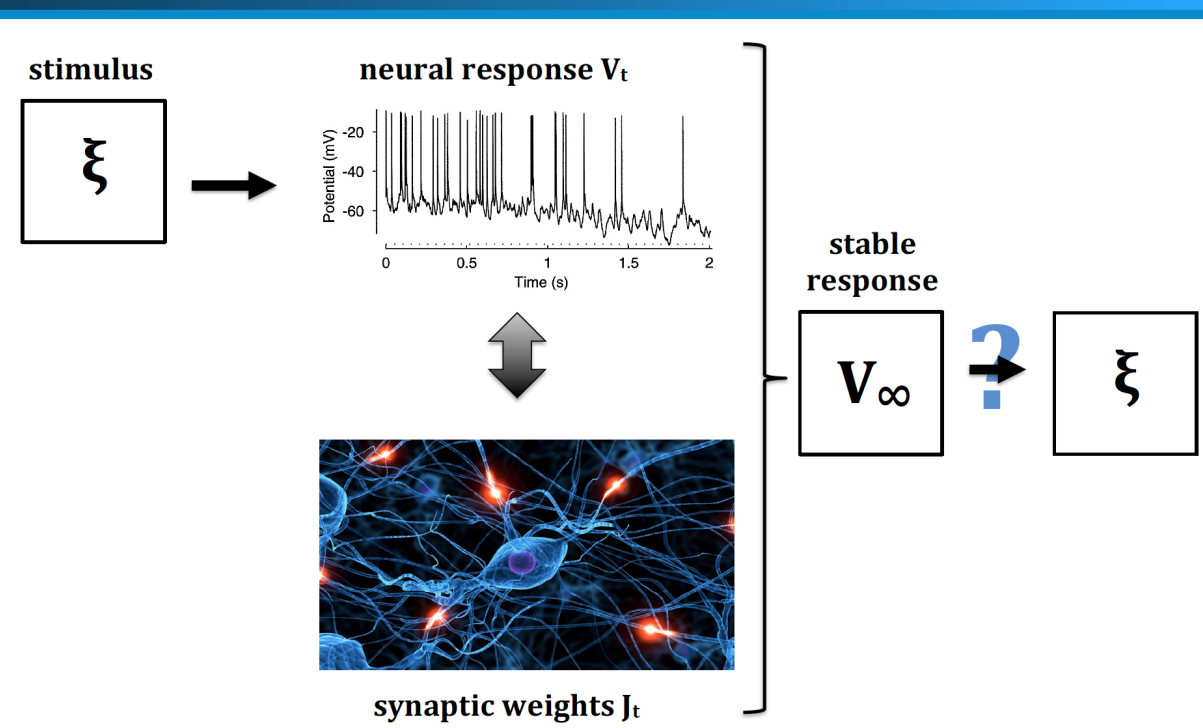 stimulus
ξ
neural response Vₜ
Potential (mV)
-20
-40
-60
0 0.5 1 1.5 2
Time (s)
synaptic weights Jₜ
stable
response
V∞
?
ξ